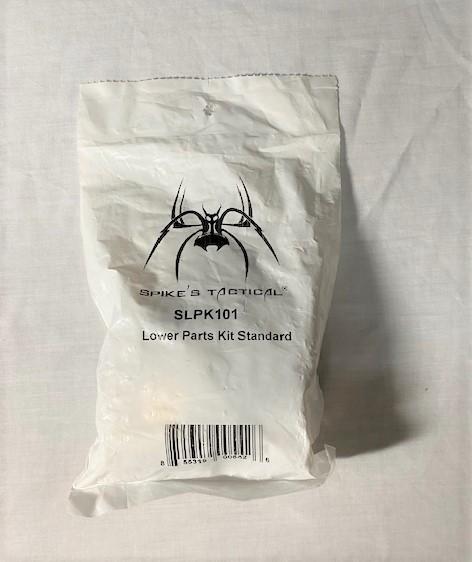 SPIKE'S TACTICAL
SLPK101
Lower Parts Kit Standard